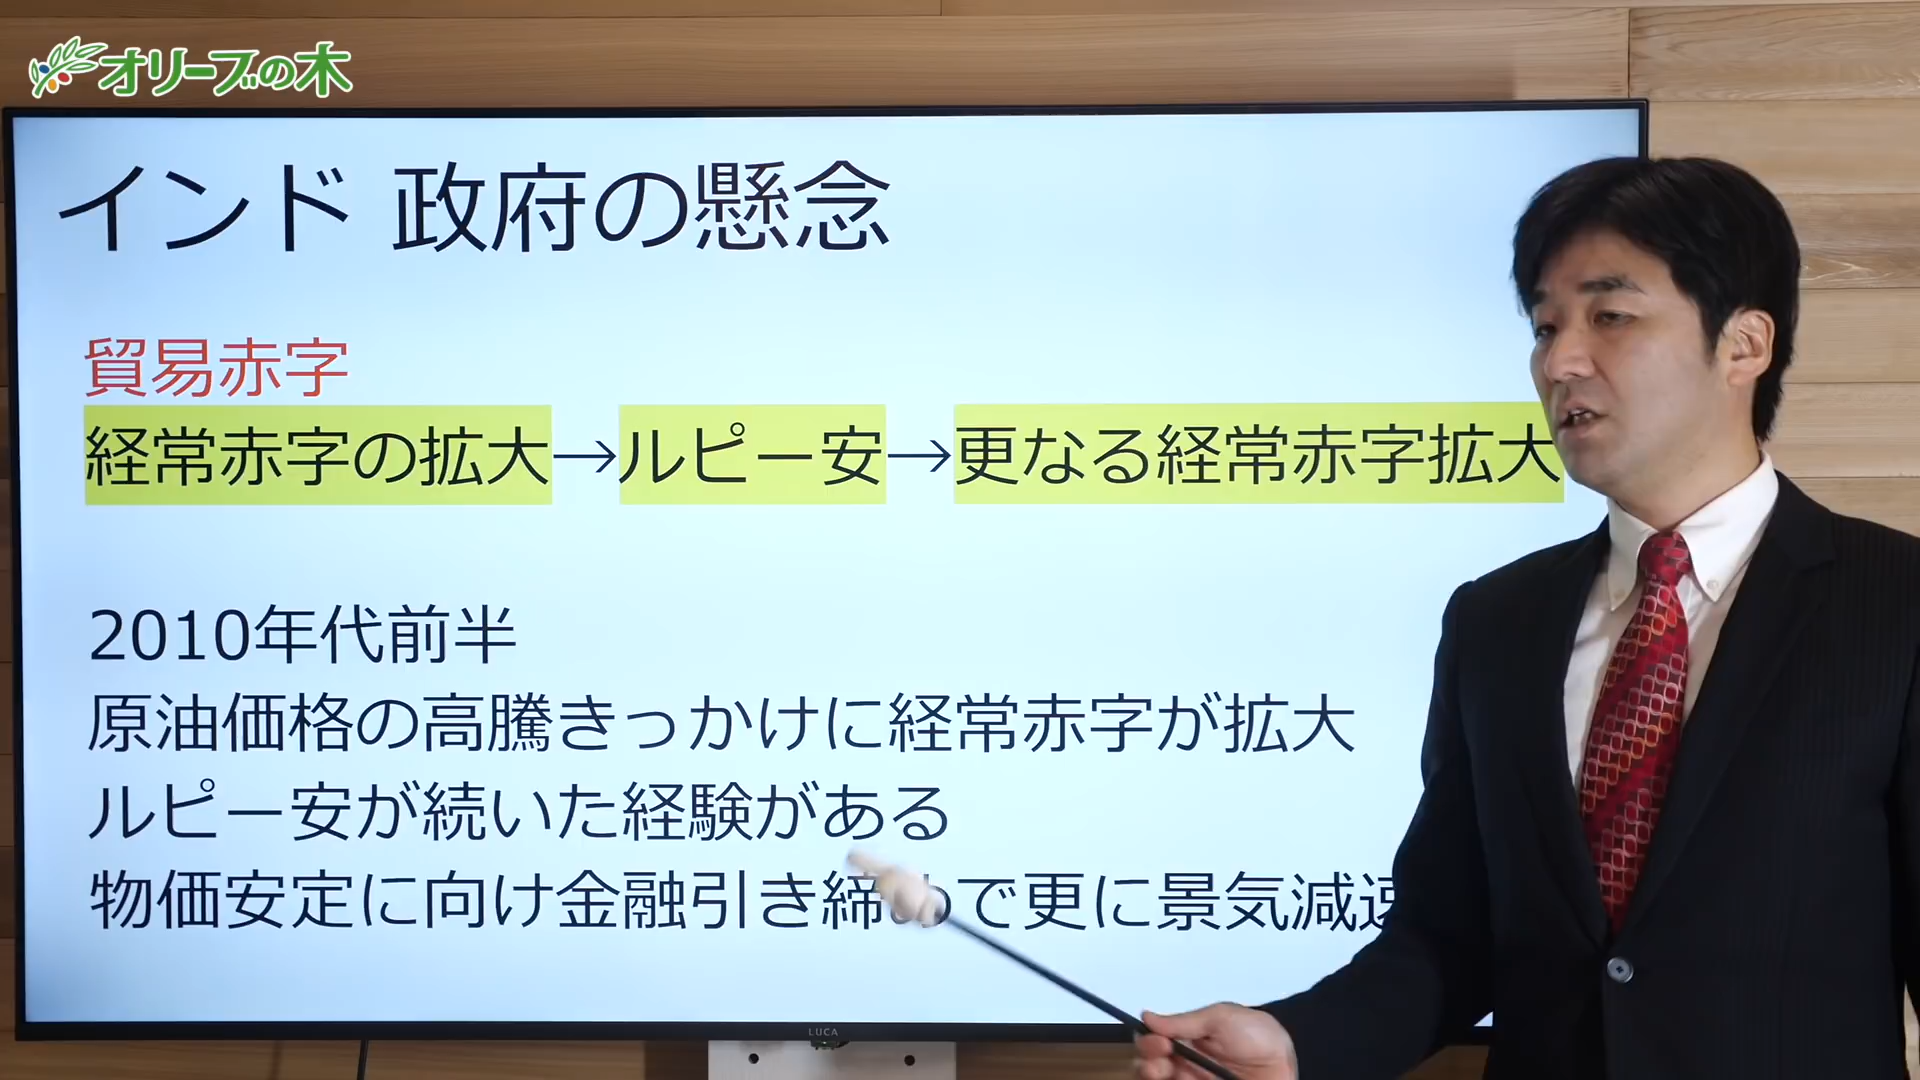 オリーブの木
インド 政府の懸念
貿易赤字
経常赤字の拡大→ルピー安→更なる経常赤字拡大
2010年代前半
原油価格の高騰きっかけに経常赤字が拡大
ルピー安が続いた経験がある
物価安定に向け金融引き締めで更に景気減速
LUCA